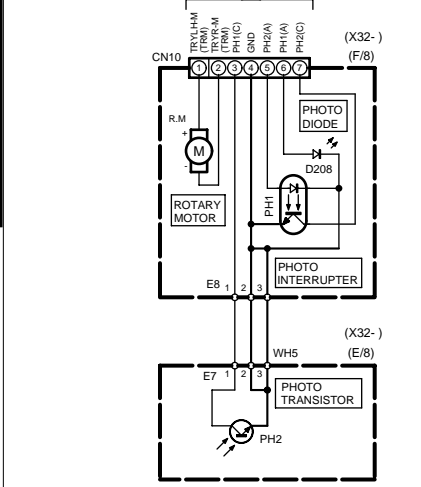 TRYLH-M
(TRM)
TRYR-M
(TRM)
PH1(C)
GND
PH2(A)
PH1(A)
PH2(C)
(X32- )
(F/8)
CN10
1 2 3 4 5 6 7
PHOTO
DIODE
R.M
+
M
-
D208
ROTARY
MOTOR
PH1
PHOTO
INTERRUPTER
E8 1 2 3
(X32- )
(E/8)
WH5
E7 1 2 3
PHOTO
TRANSISTOR
PH2